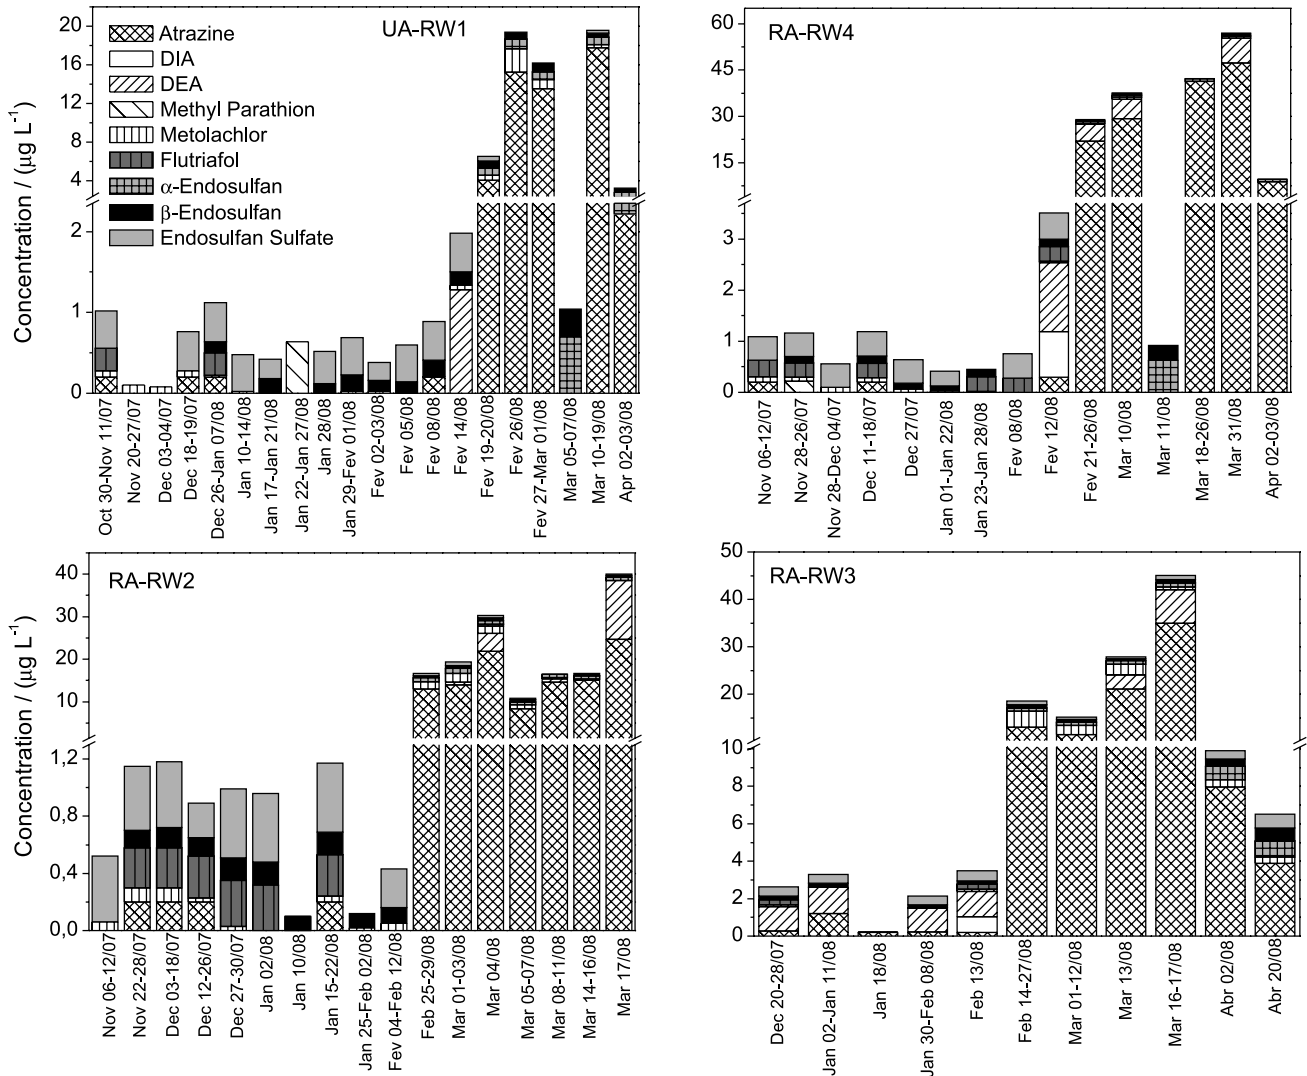 UA-RW1
Concentration / (µg L⁻¹)
20
16
12
8
4
2
1
0
Atrazine
DIA
DEA
Methyl Parathion
Metolachlor
Flutriafol
α-Endosulfan
β-Endosulfan
Endosulfan Sulfate
Oct 30-Nov 11/07
Nov 20-27/07
Dec 03-04/07
Dec 18-19/07
Dec 26-Jan 07/08
Jan 10-14/08
Jan 17-Jan 21/08
Jan 22-Jan 27/08
Jan 28/08
Jan 29-Fev 01/08
Fev 02-03/08
Fev 05/08
Fev 08/08
Fev 14/08
Fev 19-20/08
Fev 26/08
Fev 27-Mar 01/08
Mar 05-07/08
Mar 10-19/08
Apr 02-03/08
RA-RW4
60
45
30
15
3
2
1
0
Nov 06-12/07
Nov 28-26/07
Nov 28-Dec 04/07
Dec 11-18/07
Dec 27/07
Jan 01-Jan 22/08
Jan 23-Jan 28/08
Fev 08/08
Fev 12/08
Fev 21-26/08
Mar 10/08
Mar 11/08
Mar 18-26/08
Mar 31/08
Apr 02-03/08
RA-RW2
Concentration / (µg L⁻¹)
40
30
20
10
1,2
0,8
0,4
0,0
Nov 06-12/07
Nov 22-28/07
Dec 03-18/07
Dec 12-26/07
Dec 27-30/07
Jan 02/08
Jan 10/08
Jan 15-22/08
Jan 25-Feb 02/08
Fev 04-Feb 12/08
Feb 25-29/08
Mar 01-03/08
Mar 04/08
Mar 05-07/08
Mar 08-11/08
Mar 14-16/08
Mar 17/08
RA-RW3
50
40
30
20
10
8
6
4
2
0
Dec 20-28/07
Jan 02-Jan 11/08
Jan 18/08
Jan 30-Feb 08/08
Feb 13/08
Feb 14-27/08
Mar 01-12/08
Mar 13/08
Mar 16-17/08
Abr 02/08
Abr 20/08